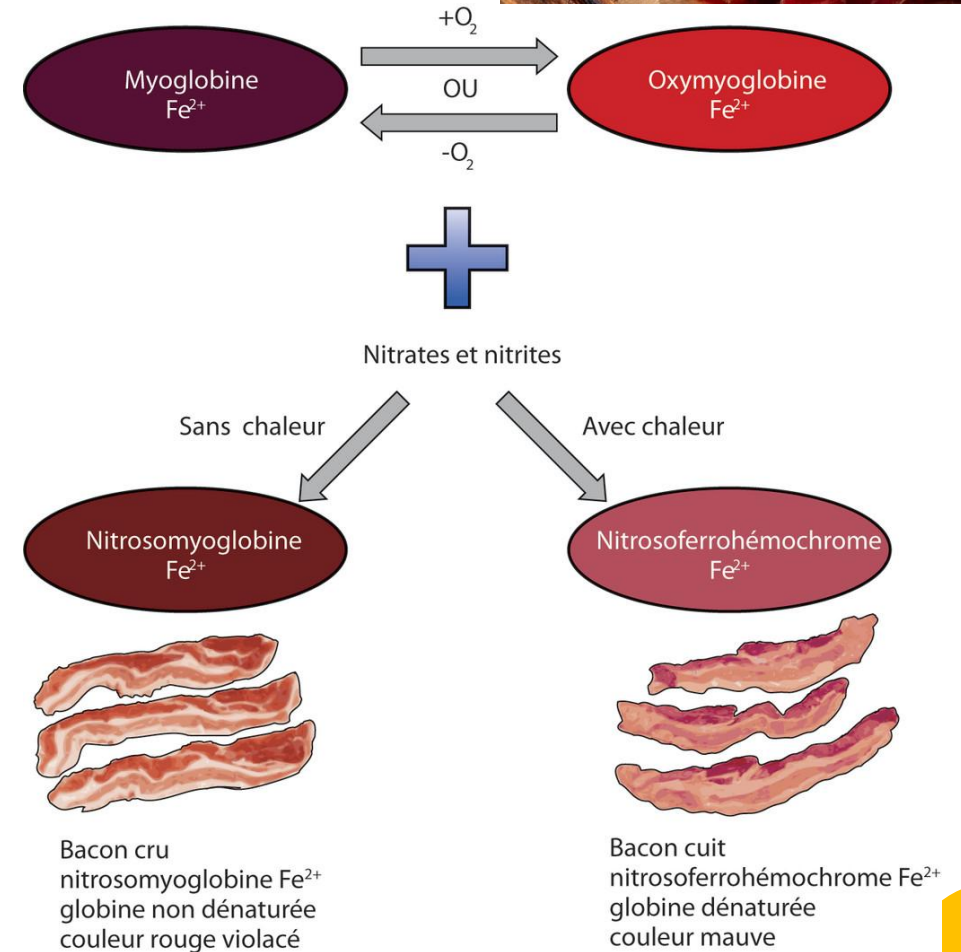 +O₂
Myoglobine
Fe²⁺
OU
Oxymyoglobine
Fe²⁺
-O₂
Nitrates et nitrites
Sans chaleur
Avec chaleur
Nitrosomyoglobine
Fe²⁺
Nitrosoferrohémochrome
Fe²⁺
Bacon cru
nitrosomyoglobine Fe²⁺
globine non dénaturée
couleur rouge violacé
Bacon cuit
nitrosoferrohémochrome Fe²⁺
globine dénaturée
couleur mauve